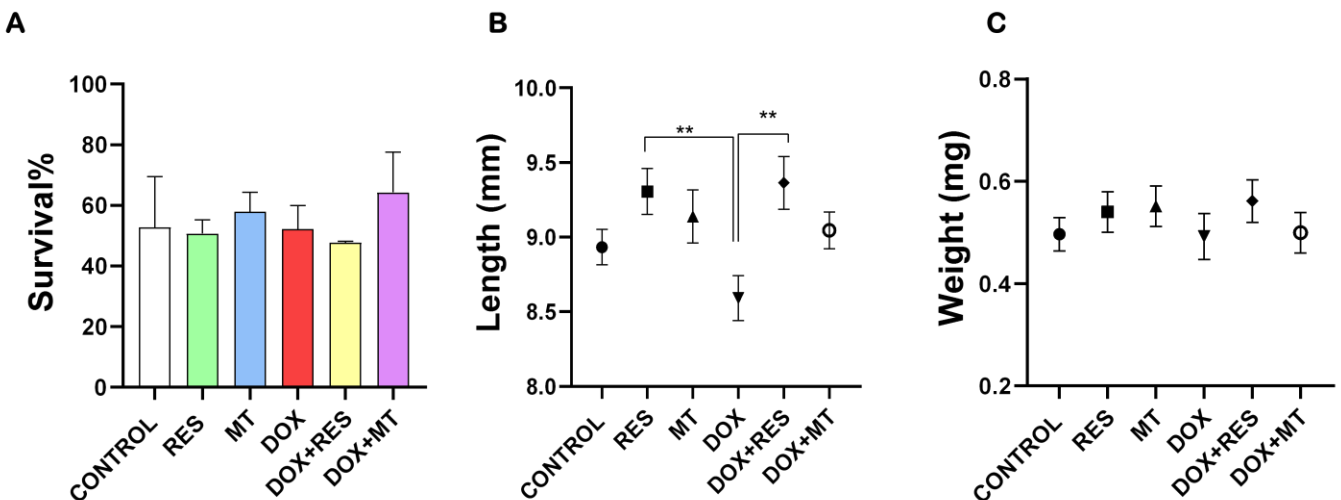 A
Survival%
100
80
60
40
20
0
CONTROL
RES
MT
DOX
DOX+RES
DOX+MT
B
Length (mm)
10.0
9.5
9.0
8.5
8.0
**
**
CONTROL
RES
MT
DOX
DOX+RES
DOX+MT
C
Weight (mg)
0.8
0.6
0.4
0.2
CONTROL
RES
MT
DOX
DOX+RES
DOX+MT